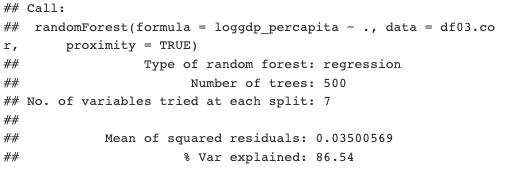 ## Call:
##  randomForest(formula = loggdp_percapita ~ ., data = df03.co
r,      proximity = TRUE)
##                Type of random forest: regression
##                      Number of trees: 500
## No. of variables tried at each split: 7
##
##           Mean of squared residuals: 0.03500569
##                     % Var explained: 86.54